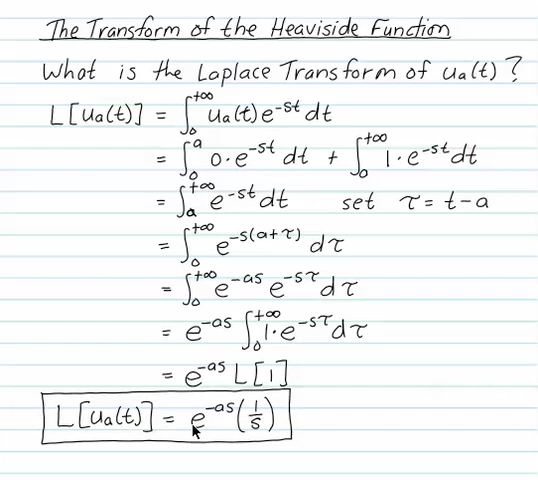 The Transform of the Heaviside Function
What is the Laplace Transform of uₐ(t) ?
L[uₐ(t)] = ∫₀^+∞ uₐ(t) e^-st dt
= ∫₀^a 0·e^-st dt + ∫₀^+∞ 1·e^-st dt
= ∫ₐ^+∞ e^-st dt set τ = t-a
= ∫₀^+∞ e^-s(a+τ) dτ
= ∫₀^+∞ e^-as e^-sτ dτ
= e^-as ∫₀^+∞ 1·e^-sτ dτ
= e^-as L[1]
L[uₐ(t)] = e^-as (1/s)